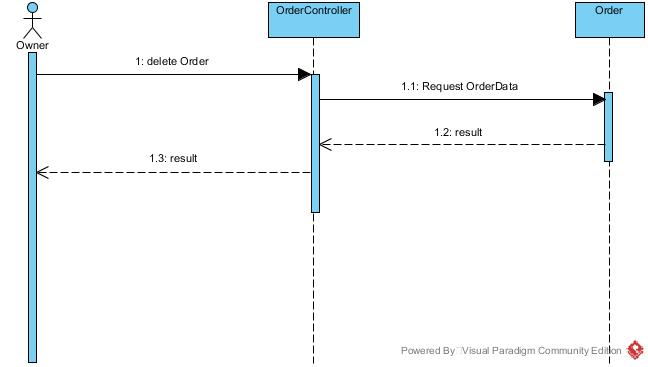 OrderController
Order
Owner
1: delete Order
1.1: Request OrderData
1.2: result
1.3: result
Powered By Visual Paradigm Community Edition